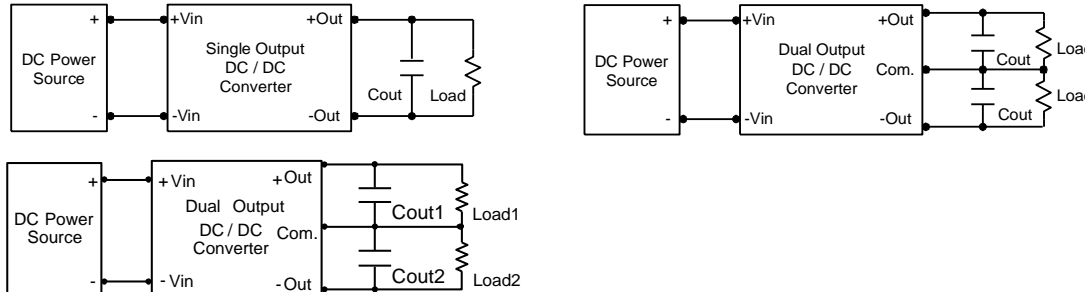 + +Vin +Out
DC Power Source
Single Output DC / DC Converter
Cout Load
- -Vin -Out
+ +Vin +Out
DC Power Source
Dual Output DC / DC Converter
Com.
Cout Load
Cout Load
- -Vin -Out
+ +Vin +Out
DC Power Source
Dual Output DC / DC Converter
Com.
Cout1 Load1
Cout2 Load2
- -Vin -Out